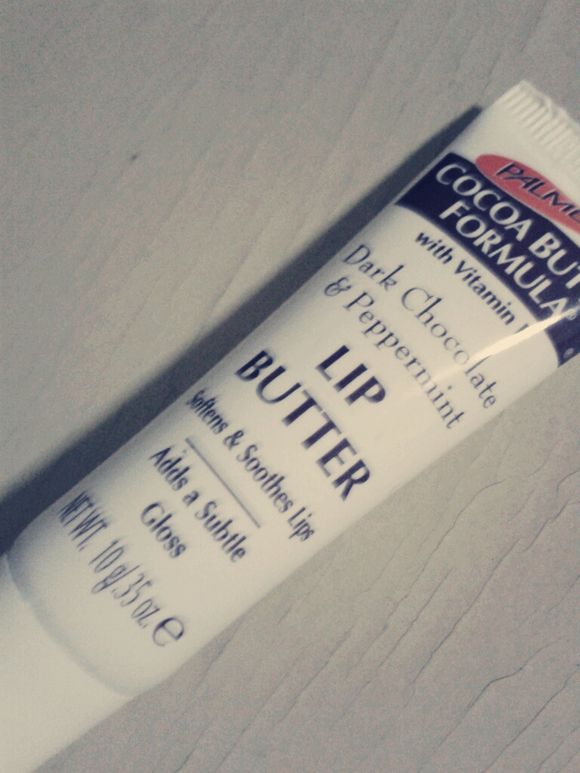 PALME
COCOA BUT
FORMULA®
with Vitamin
Dark Chocolate
& Peppermint
LIP
BUTTER
Softens & Soothes Lips
Adds a Subtle
Gloss
NET WT. 10 g/.35 oz. e